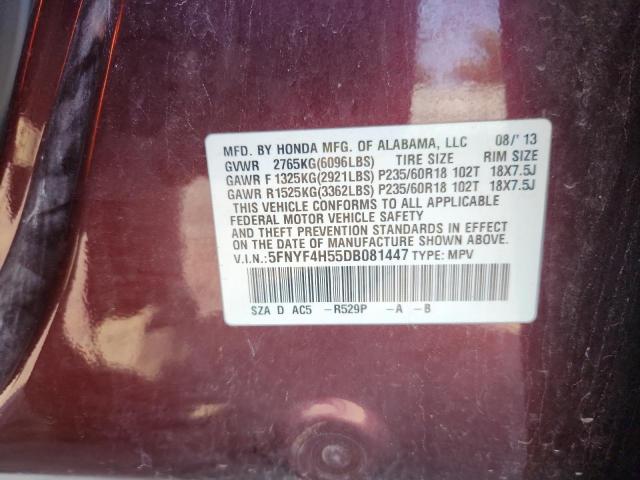 MFD. BY HONDA MFG. OF ALABAMA, LLC 08/'13
GVWR 2765KG(6096LBS) TIRE SIZE RIM SIZE
GAWR F 1325KG(2921LBS) P235/60R18 102T 18X7.5J
GAWR R1525KG(3362LBS) P235/60R18 102T 18X7.5J
THIS VEHICLE CONFORMS TO ALL APPLICABLE
FEDERAL MOTOR VEHICLE SAFETY
AND THEFT PREVENTION STANDARDS IN EFFECT
ON THE DATE OF MANUFACTURE SHOWN ABOVE.
V.I.N.:5FNYF4H55DB081447 TYPE: MPV
SZA D AC5 -R529P -A -B